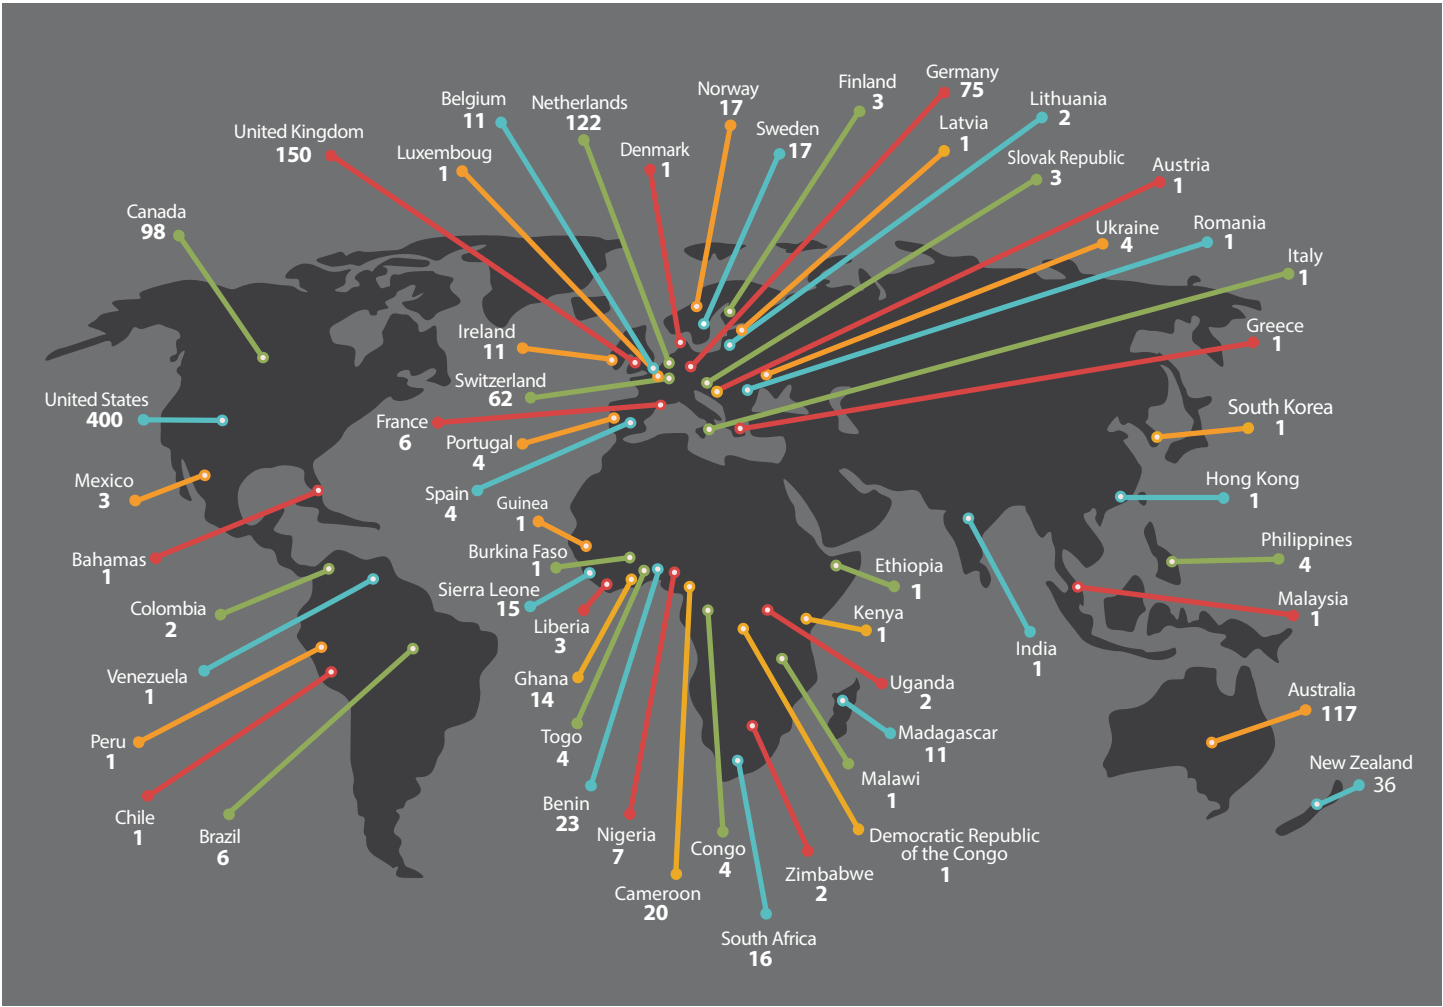 Germany
75
Finland
3
Norway
17
Lithuania
2
Belgium
11
Netherlands
122
Sweden
17
Latvia
1
United Kingdom
150
Luxemboug
1
Denmark
1
Slovak Republic
3
Austria
1
Canada
98
Ukraine
4
Romania
1
Italy
1
Ireland
11
Greece
1
Switzerland
62
United States
400
France
6
Portugal
4
South Korea
1
Mexico
3
Spain
4
Hong Kong
1
Guinea
1
Bahamas
1
Burkina Faso
1
Philippines
4
Ethiopia
1
Sierra Leone
15
Malaysia
1
Colombia
2
Liberia
3
Kenya
1
India
1
Venezuela
1
Ghana
14
Uganda
2
Australia
117
Peru
1
Togo
4
Madagascar
11
New Zealand
36
Malawi
1
Chile
1
Benin
23
Brazil
6
Nigeria
7
Congo
4
Democratic Republic
of the Congo
1
Zimbabwe
2
Cameroon
20
South Africa
16